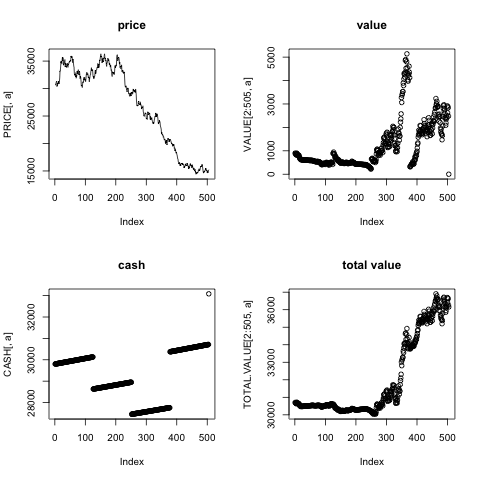 price
PRICE[, a]
35000
25000
15000
0 100 200 300 400 500
Index
value
VALUE[2:505, a]
5000
3000
1000
0
0 100 200 300 400 500
Index
cash
CASH[, a]
32000
30000
28000
0 100 200 300 400 500
Index
total value
TOTAL.VALUE[2:505, a]
36000
33000
30000
0 100 200 300 400 500
Index